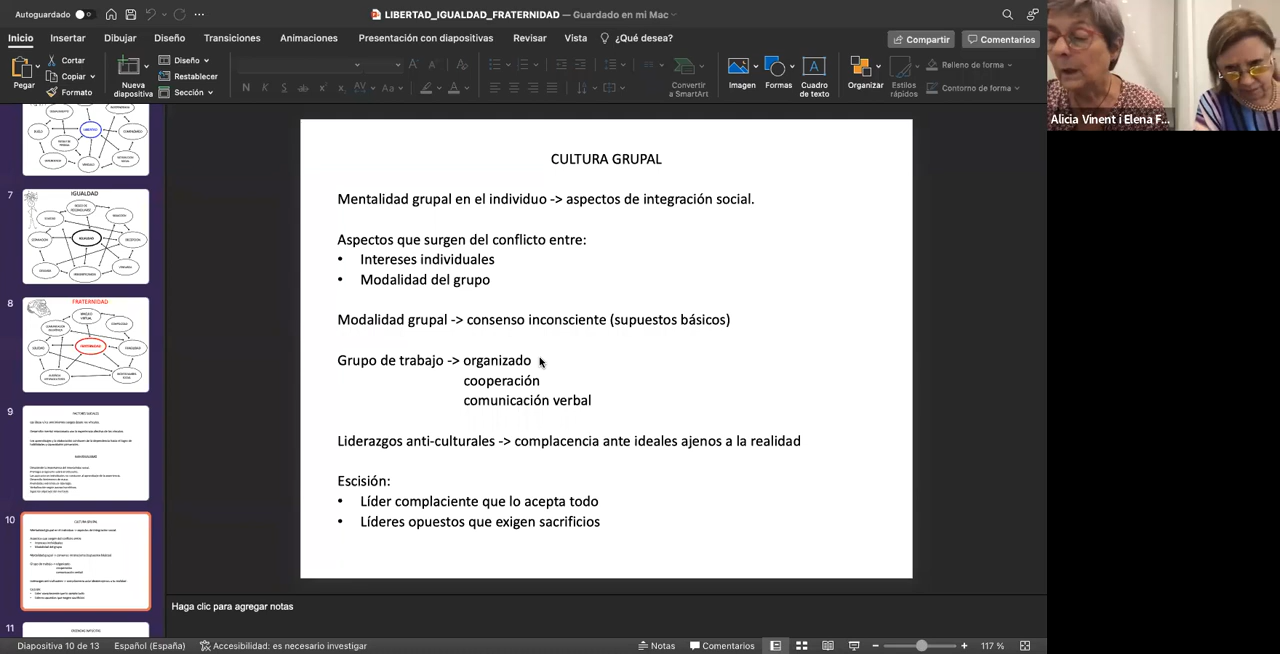 Autoguardado
LIBERTAD_IGUALDAD_FRATERNIDAD — Guardado en mi Mac
Inicio Insertar Dibujar Diseño Transiciones Animaciones Presentación con diapositivas Revisar Vista ¿Qué desea? Compartir Comentarios
Pegar
Cortar
Copiar
Formato
Nueva diapositiva
Diseño
Restablecer
Sección
Convertir a SmartArt
Imagen
Formas
Cuadro de texto
Organizar
Estilos rápidos
Relleno de forma
Contorno de forma
Alicia Vinent i Elena F...
7
IGUALDAD
8
FRATERNIDAD
9
10
11
CULTURA GRUPAL
Mentalidad grupal en el individuo -> aspectos de integración social.
Aspectos que surgen del conflicto entre:
• Intereses individuales
• Modalidad del grupo
Modalidad grupal -> consenso inconsciente (supuestos básicos)
Grupo de trabajo -> organizado
cooperación
comunicación verbal
Liderazgos anti-culturales -> complacencia ante ideales ajenos a la realidad
Escisión:
• Líder complaciente que lo acepta todo
• Líderes opuestos que exigen sacrificios
Haga clic para agregar notas
Diapositiva 10 de 13 Español (España) Accesibilidad: es necesario investigar Notas Comentarios 117 %